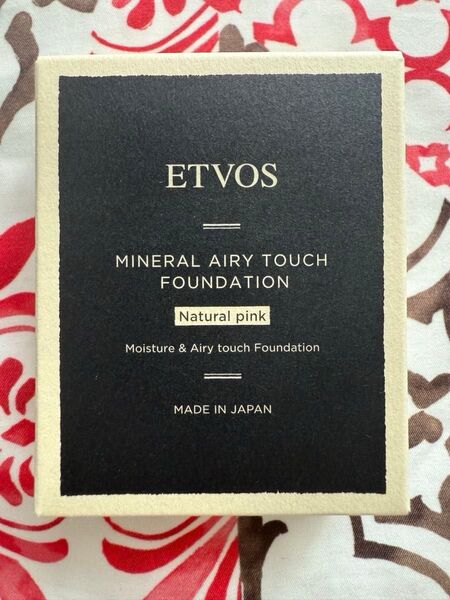 ETVOS
MINERAL AIRY TOUCH
FOUNDATION
Natural pink
Moisture & Airy touch Foundation
MADE IN JAPAN